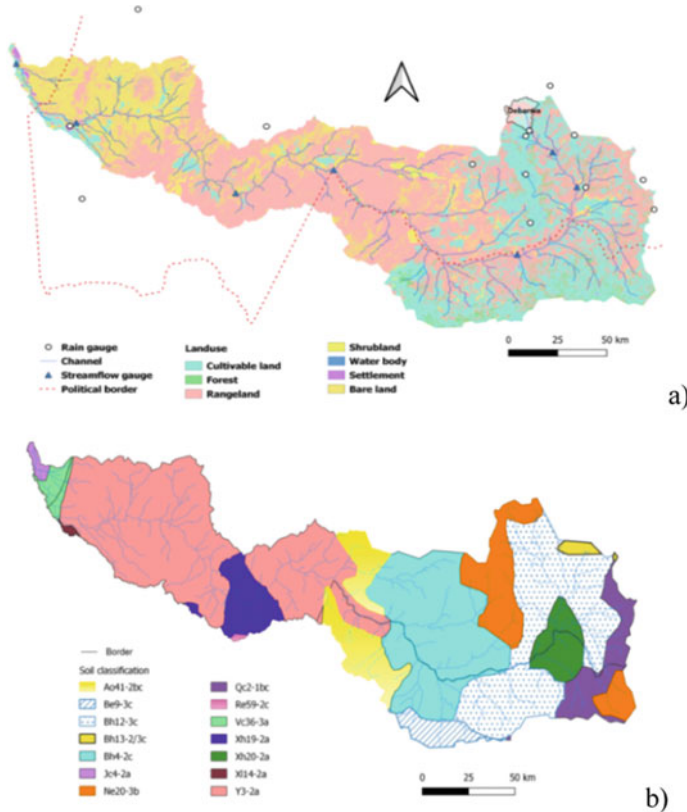 Debarwa
Rain gauge
Channel
Streamflow gauge
Political border
Landuse
Cultivable land
Forest
Rangeland
Shrubland
Water body
Settlement
Bare land
0 25 50 km
a)
Border
Soil classification
Ao41-2bc
Be9-3c
Bh12-3c
Bh13-2/3c
Bh4-2c
Jc4-2a
Ne20-3b
Qc2-1bc
Re59-2c
Vc36-3a
Xh19-2a
Xh20-2a
Xl14-2a
Y3-2a
0 25 50 km
b)